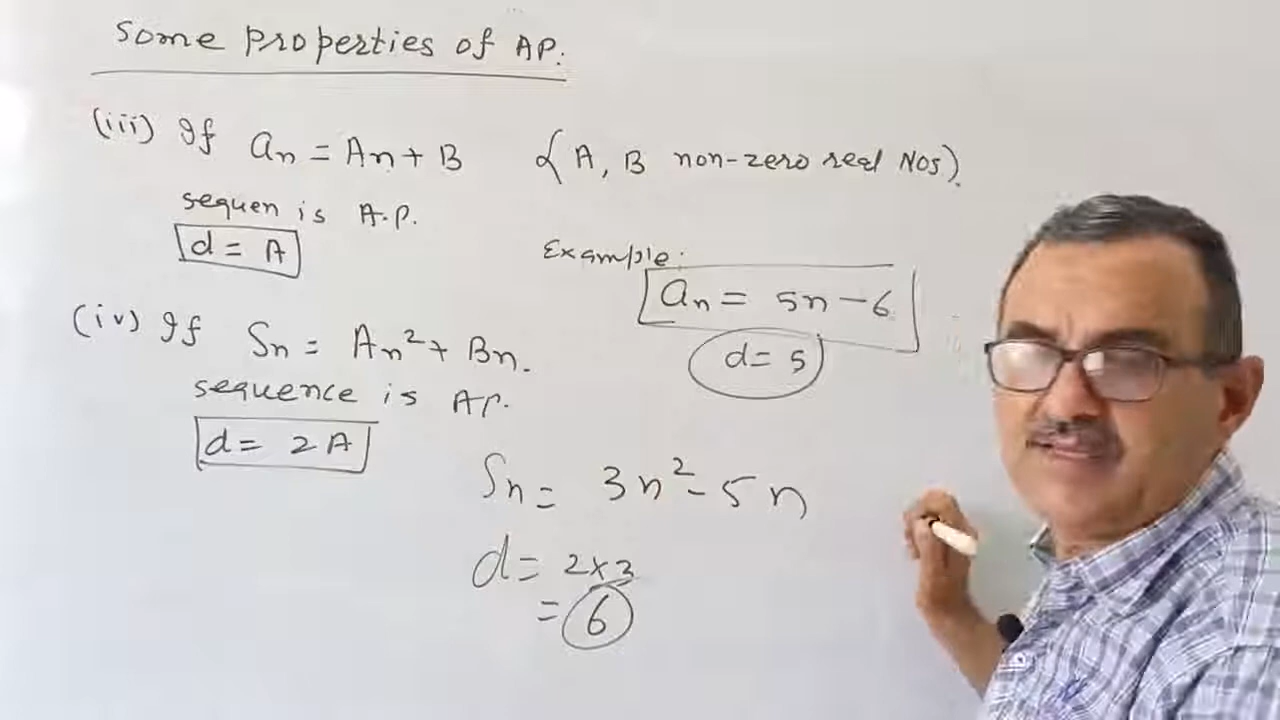 Some properties of AP.
(iii) If an = An + B (A, B non-zero real Nos).
sequen is A.P.
d = A
Example:
an = 5n - 6
d = 5
(iv) If Sn = An² + Bn.
sequence is AP.
d = 2A
Sn = 3n² - 5n
d = 2×3
= 6